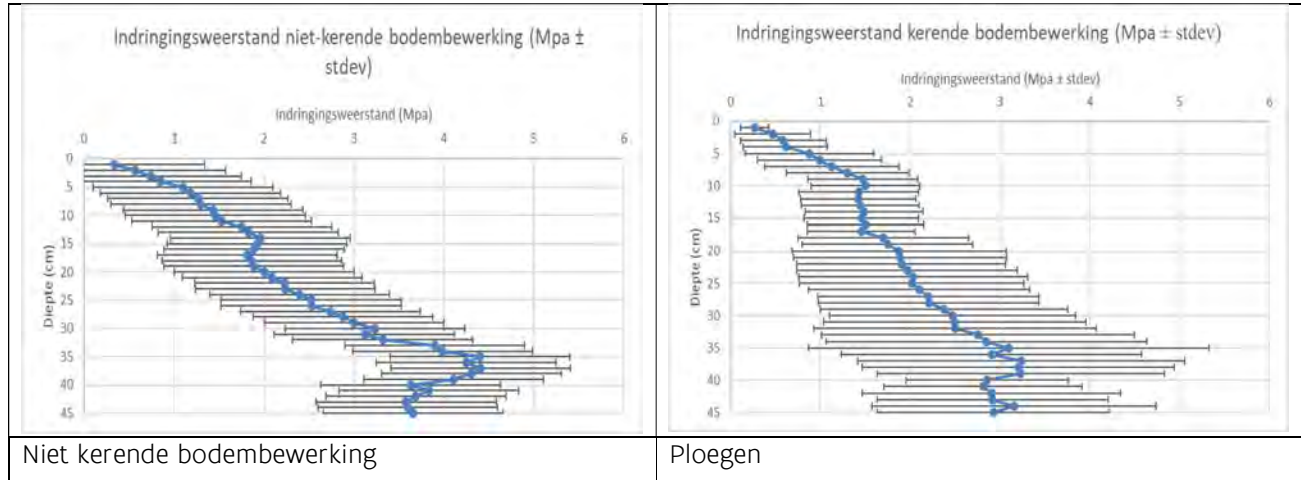 Indringingsweerstand niet-kerende bodembewerking (Mpa ±
stdev)
Indringingsweerstand (Mpa)
0 1 2 3 4 5 6
0
5
10
15
20
25
30
35
40
45
Diepte (cm)
Niet kerende bodembewerking
Indringingsweerstand kerende bodembewerking (Mpa ± stdev)
Indringingsweerstand (Mpa ± stdev)
0 1 2 3 4 5 6
0
5
10
15
20
25
30
35
40
45
Diepte (cm)
Ploegen